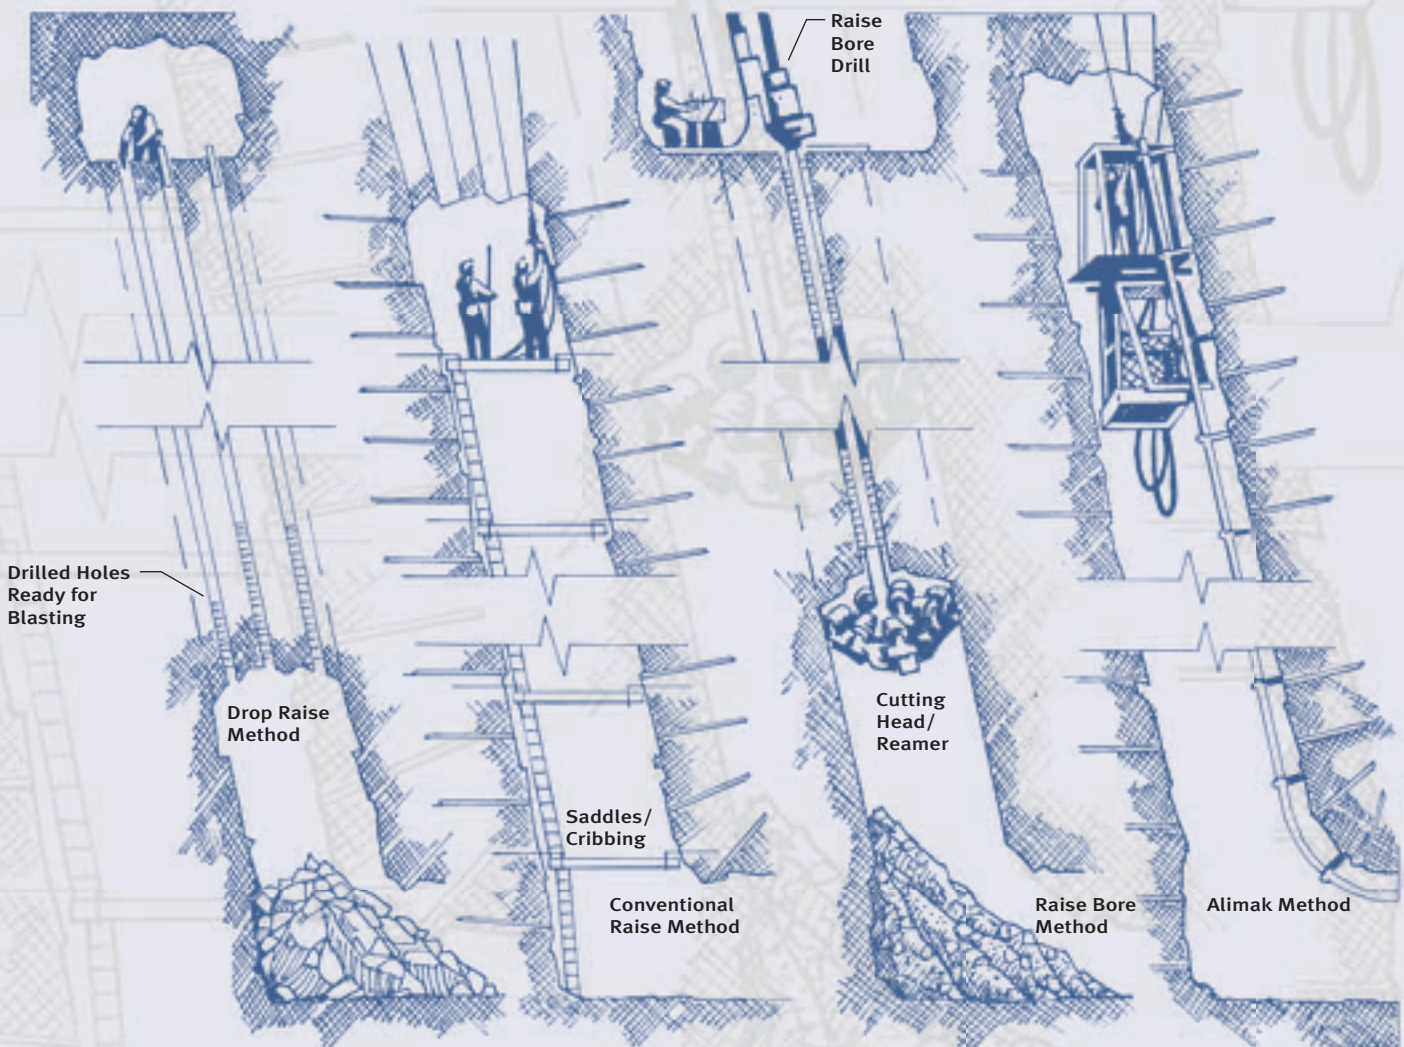 Raise
Bore
Drill
Drilled Holes
Ready for
Blasting
Drop Raise
Method
Cutting
Head/
Reamer
Saddles/
Cribbing
Conventional
Raise Method
Raise Bore
Method
Alimak Method